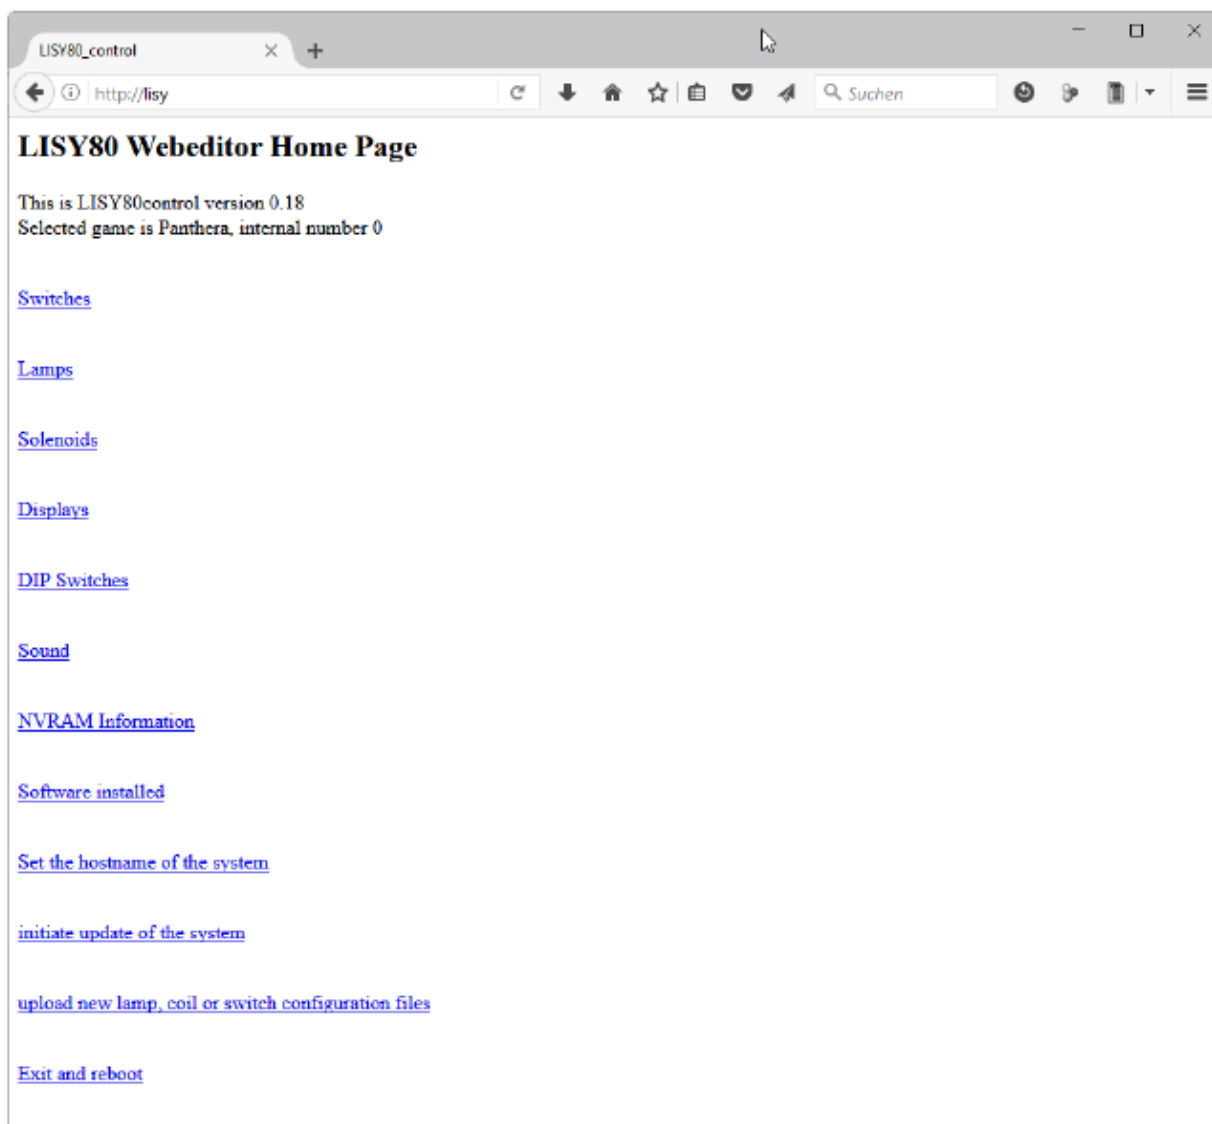 LISY80_control
http://lisy
Suchen
LISY80 Webeditor Home Page
This is LISY80control version 0.18
Selected game is Panthera, internal number 0
Switches
Lamps
Solenoids
Displays
DIP Switches
Sound
NVRAM Information
Software installed
Set the hostname of the system
initiate update of the system
upload new lamp, coil or switch configuration files
Exit and reboot